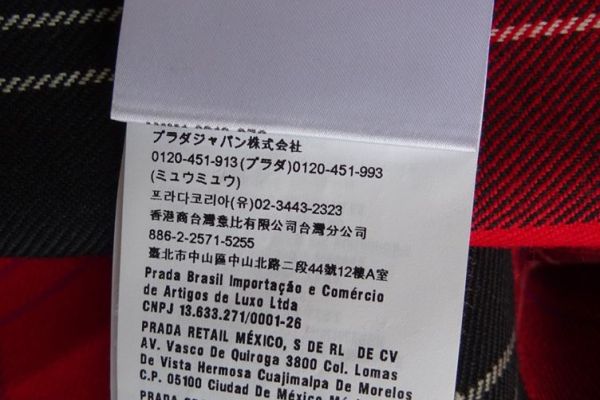 プラダジャパン株式会社
0120-451-913(プラダ)0120-451-993
(ミュウミュウ)
프라다코리아(유)02-3443-2323
香港商台灣意比有限公司台灣分公司
886-2-2571-5255
臺北市中山區中山北路二段44號12樓A室
Prada Brasil Importação e Comércio
de Artigos de Luxo Ltda
CNPJ 13.633.271/0001-26
PRADA RETAIL MÉXICO, S DE RL DE CV
AV. Vasco De Quiroga 3800 Col. Lomas
De Vista Hermosa Cuajimalpa De Morelos
C.P. 05100 Ciudad De México Méx
PRADA